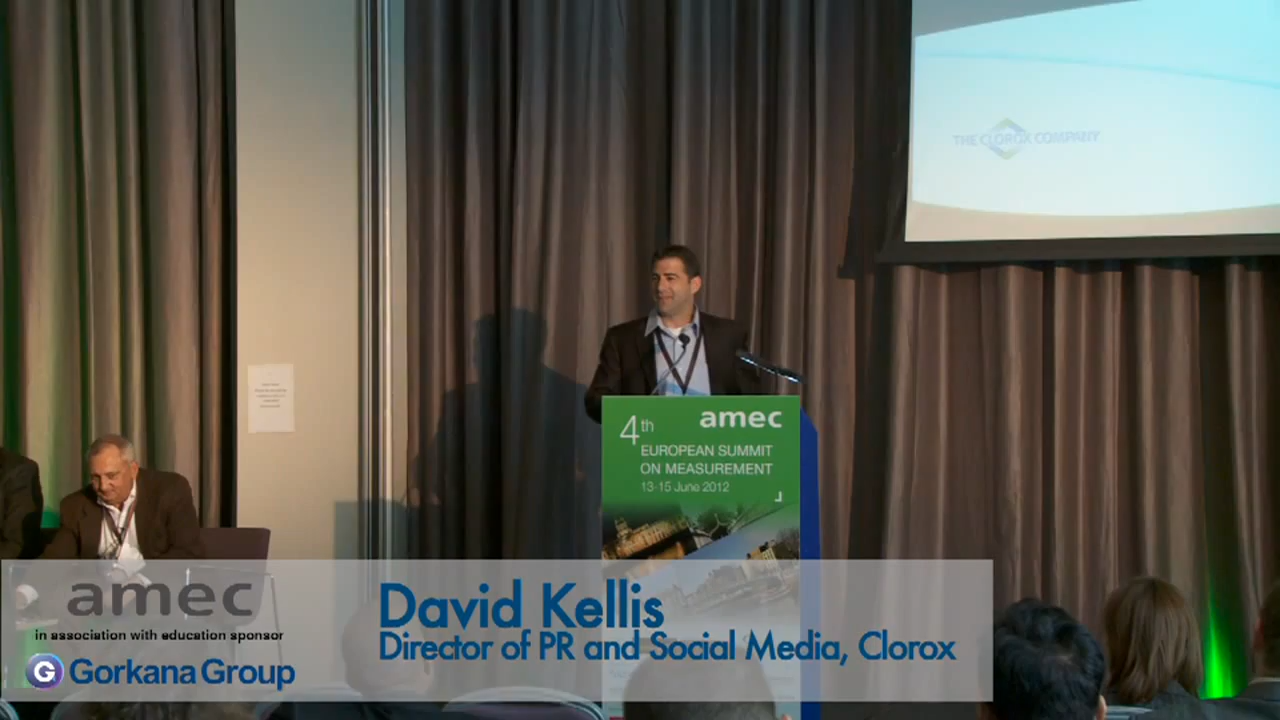 THE CLOROX COMPANY
4th
amec
EUROPEAN SUMMIT
ON MEASUREMENT
13-15 June 2012
amec
in association with education sponsor
G Gorkana Group
David Kellis
Director of PR and Social Media, Clorox